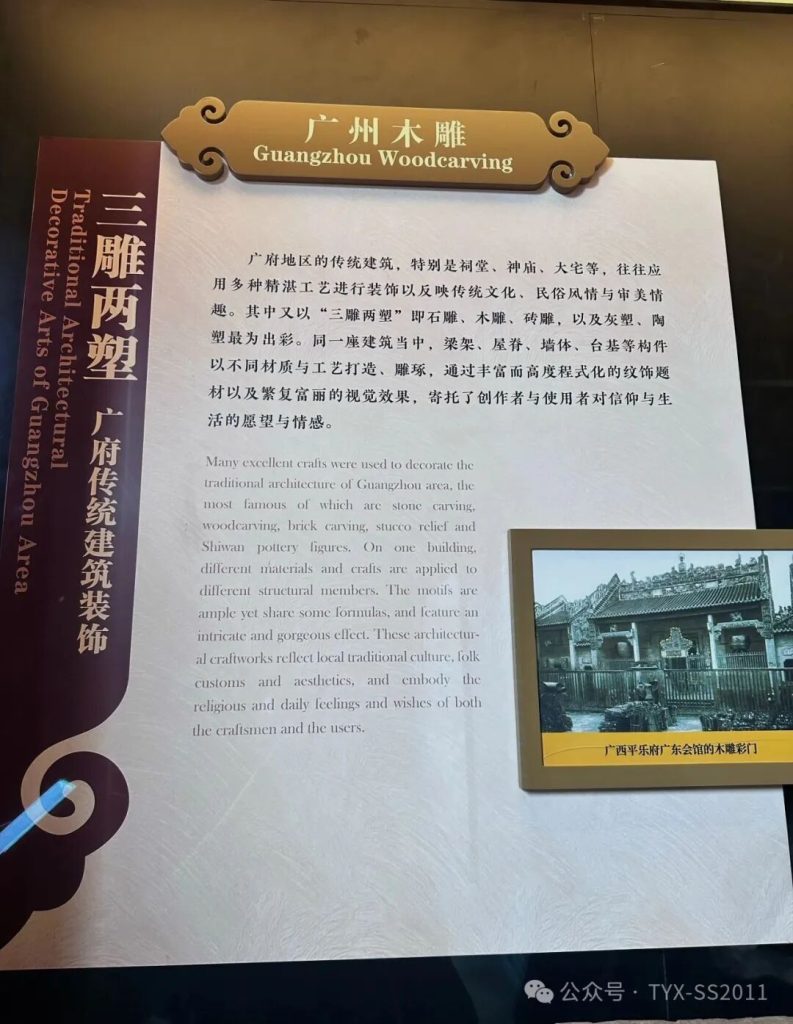 广州木雕
Guangzhou Woodcarving
三雕两塑 广府传统建筑装饰
Traditional Architectural
Decorative Arts of Guangzhou Area
广府地区的传统建筑，特别是祠堂、神庙、大宅等，往往应
用多种精湛工艺进行装饰以反映传统文化、民俗风情与审美情
趣。其中又以“三雕两塑”即石雕、木雕、砖雕，以及灰塑、陶
塑最为出彩。同一座建筑当中，梁架、屋脊、墙体、台基等构件
以不同材质与工艺打造、雕琢，通过丰富而高度程式化的纹饰题
材以及繁复富丽的视觉效果，寄托了创作者与使用者对信仰与生
活的愿望与情感。
Many excellent crafts were used to decorate the
traditional architecture of Guangzhou area, the
most famous of which are stone carving,
woodcarving, brick carving, stucco relief and
Shiwan pottery figures. On one building,
different materials and crafts are applied to
different structural members. The motifs are
ample yet share some formulas, and feature an
intricate and gorgeous effect. These architectur-
al craftworks reflect local traditional culture, folk
customs and aesthetics, and embody the
religious and daily feelings and wishes of both
the craftsmen and the users.
广西平乐府广东会馆的木雕彩门
公众号 · TYX-SS2011